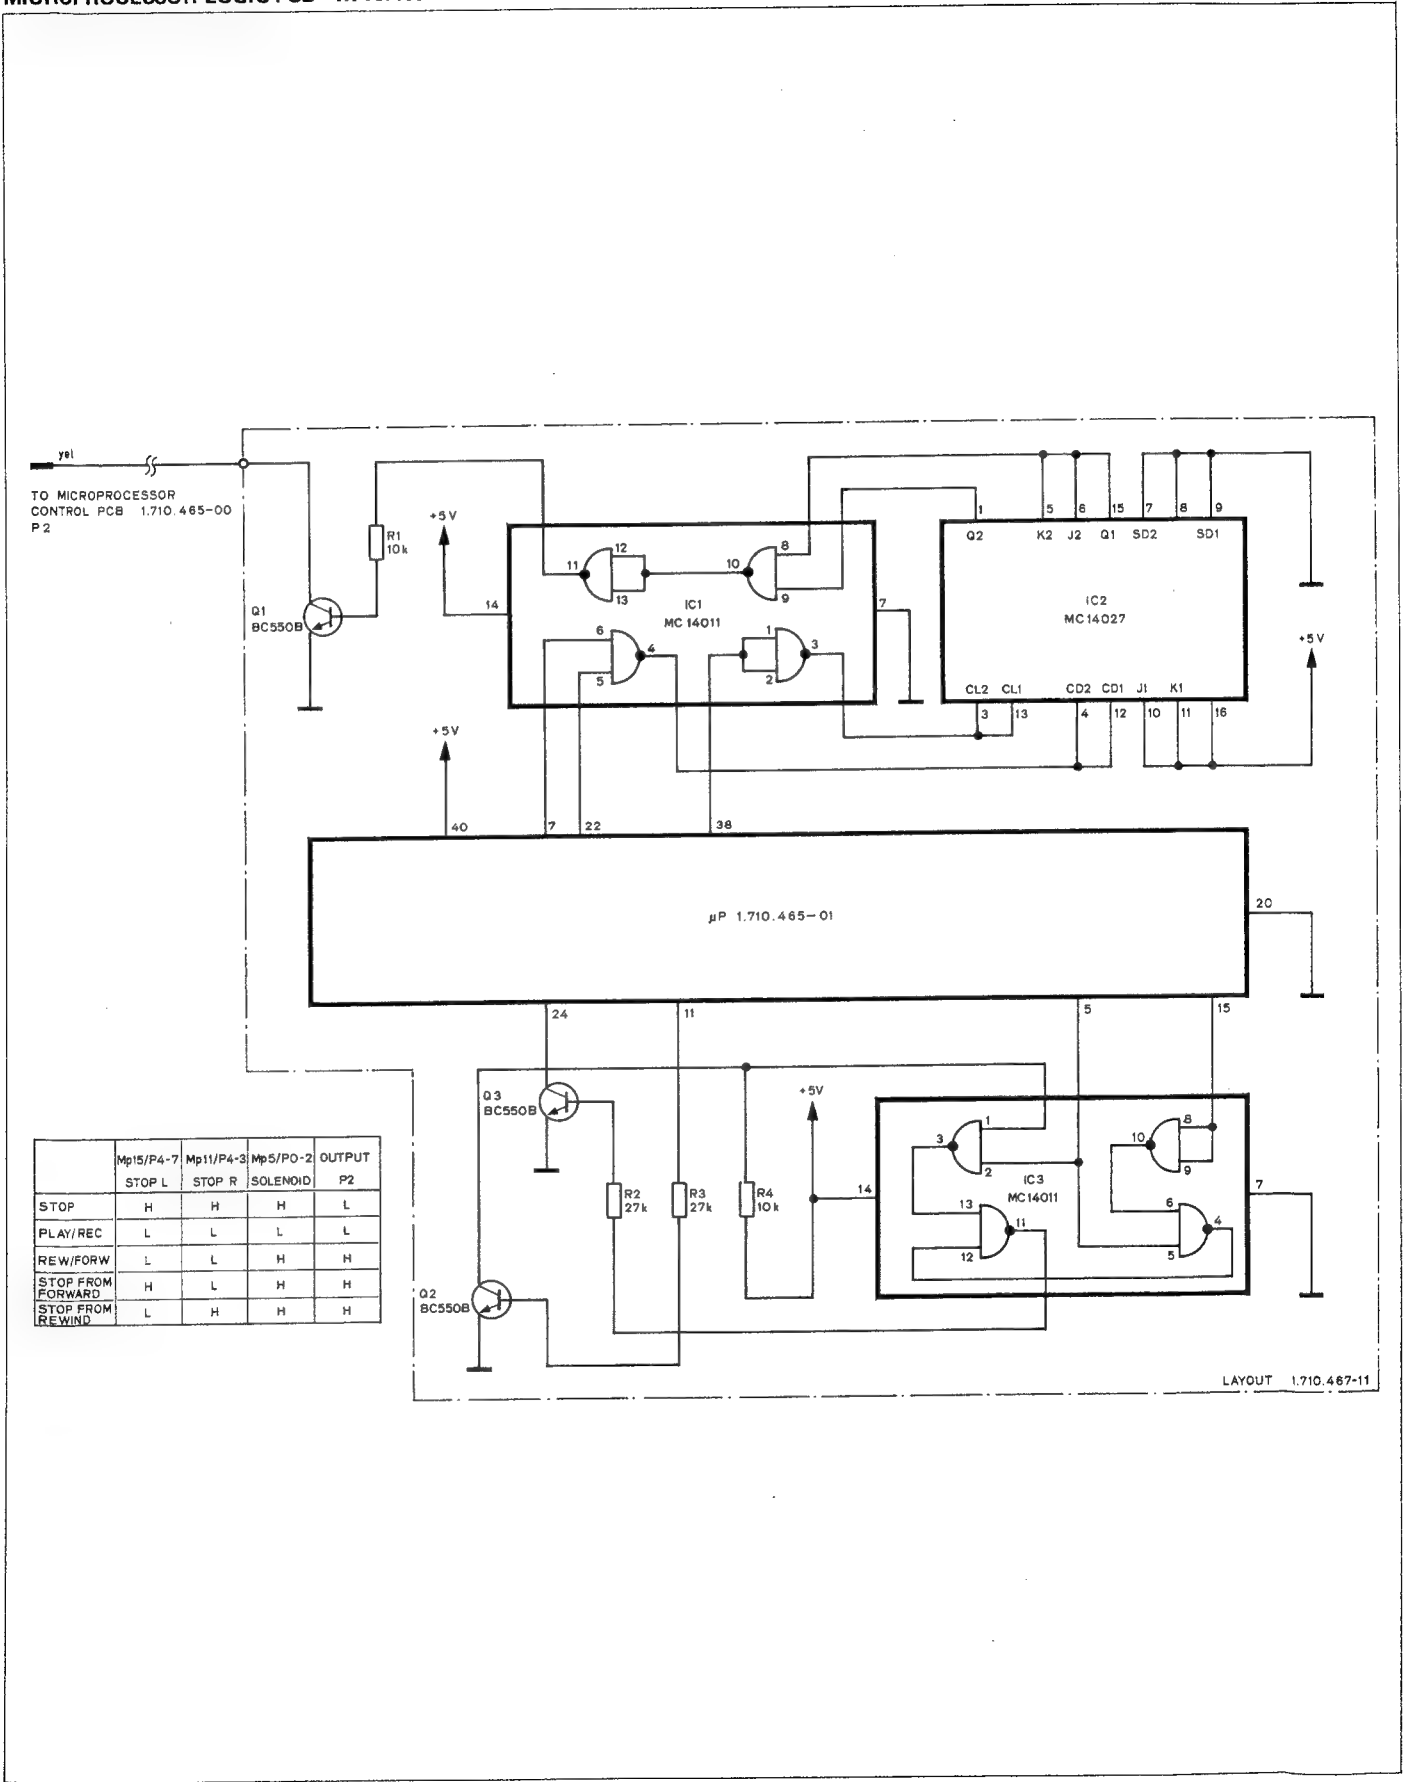 yel
TO MICROPROCESSOR
CONTROL PCB 1.710.465-00
P2
R1
10k
+5V
Q1
BC550B
14
11
12
13
10
8
9
IC1
MC14011
7
6
5
4
1
2
3
1
5
6
15
7
8
9
Q2
K2
J2
Q1
SD2
SD1
IC2
MC14027
CL2
CL1
CD2
CD1
J1
K1
3
13
4
12
10
11
16
+5V
+5V
40
7
22
38
µP 1.710.465-01
20
24
11
5
15
Q3
BC550B
+5V
R2
27k
R3
27k
R4
10k
14
3
1
2
10
8
9
IC3
MC14011
7
13
12
11
6
5
4
Q2
BC550B
Mp15/P4-7 Mp11/P4-3 Mp5/P0-2 OUTPUT
STOP L STOP R SOLENOID P2
STOP H H H L
PLAY/REC L L L L
REW/FORW L L H H
STOP FROM
FORWARD H L H H
STOP FROM
REWIND L H H H
LAYOUT 1.710.467-11